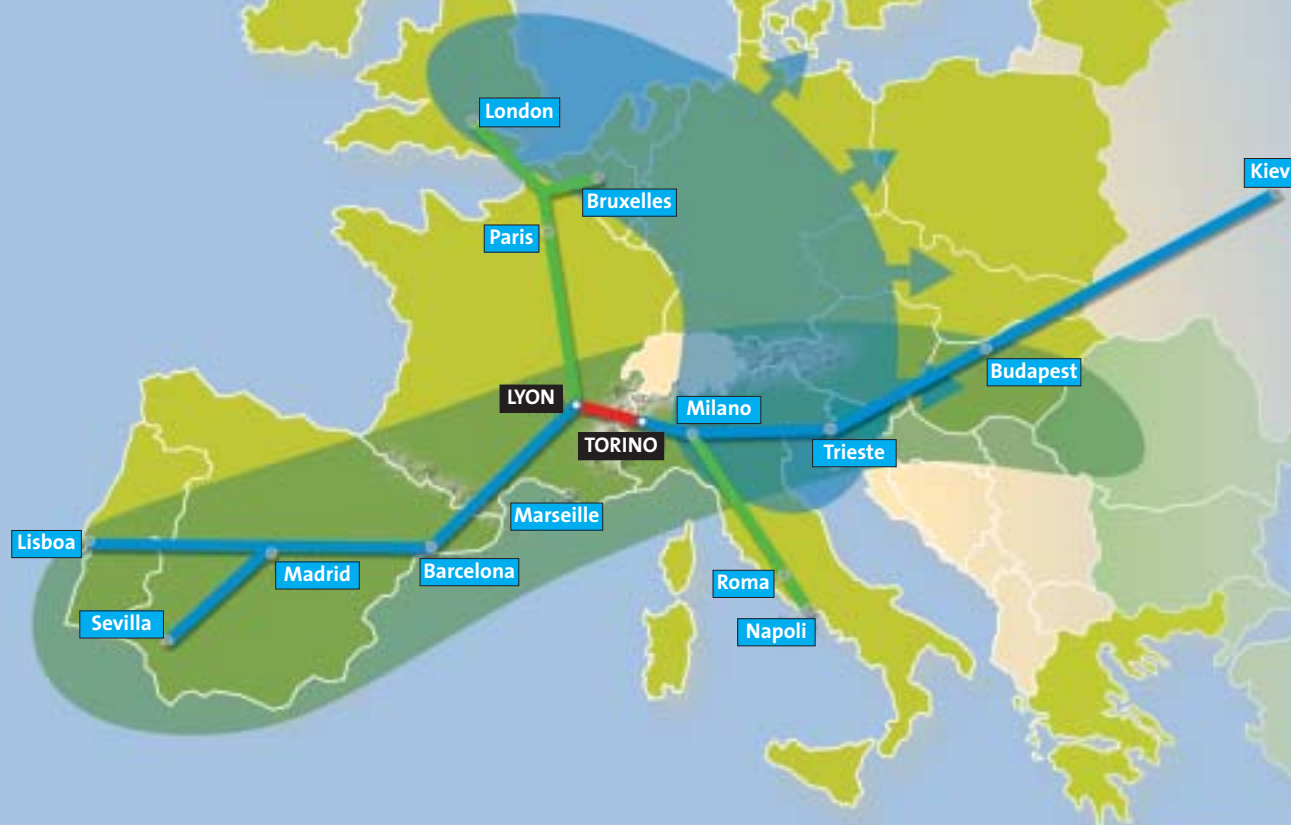 London
Kiev
Bruxelles
Paris
Budapest
LYON
Milano
TORINO
Trieste
Marseille
Lisboa
Madrid
Barcelona
Roma
Sevilla
Napoli